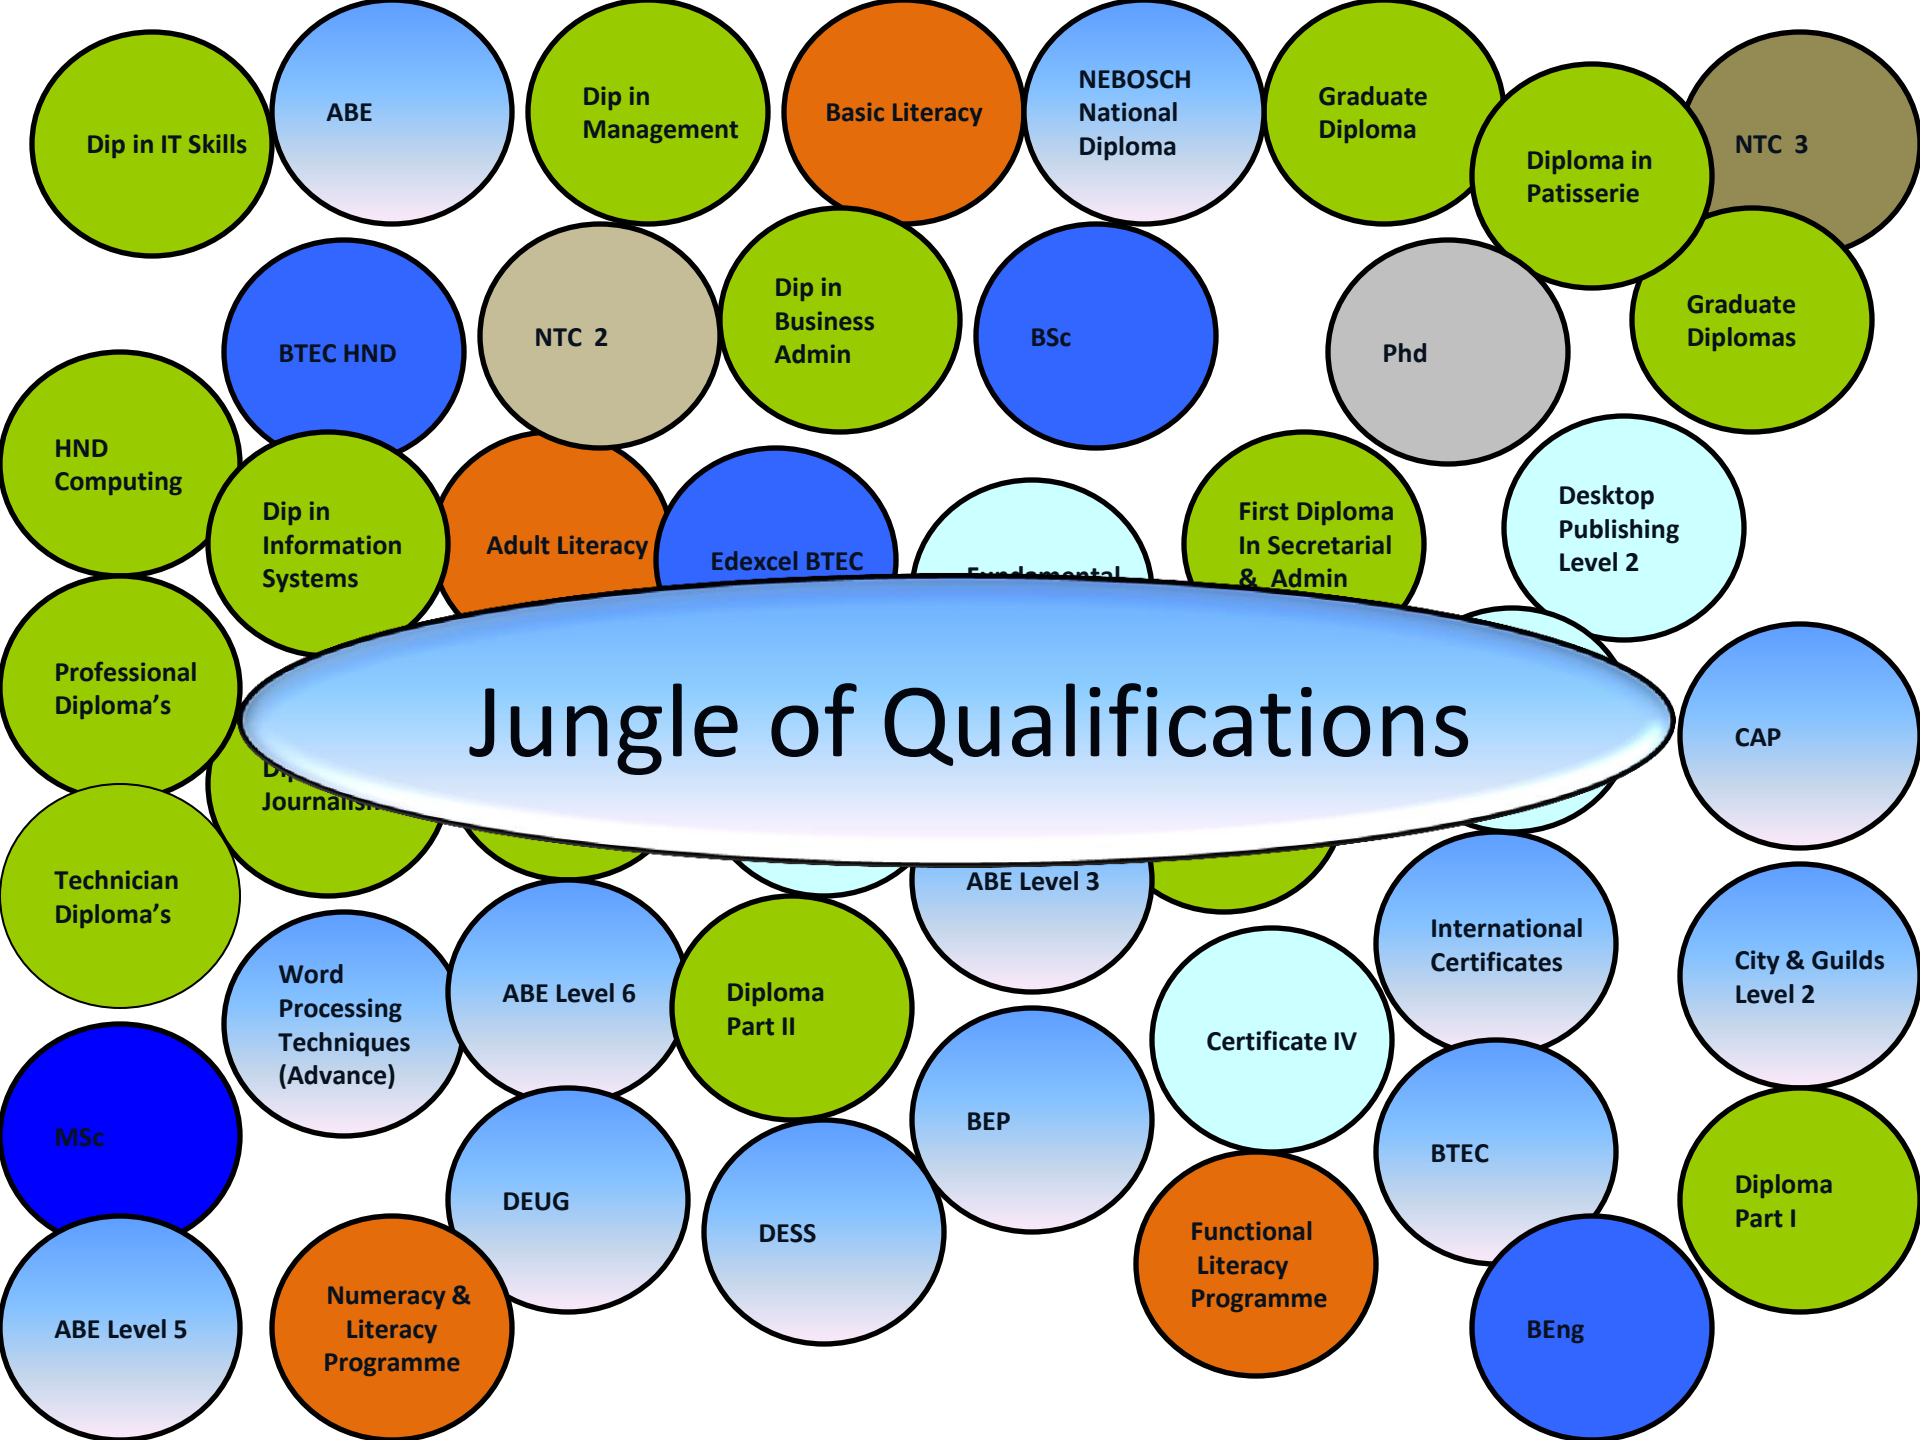 Dip in IT Skills
ABE
Dip in
Management
Basic Literacy
NEBOSCH
National
Diploma
Graduate
Diploma
Diploma in
Patisserie
NTC 3
BTEC HND
NTC 2
Dip in
Business
Admin
BSc
Phd
Graduate
Diplomas
HND
Computing
Dip in
Information
Systems
Adult Literacy
Edexcel BTEC
Fundamental
First Diploma
In Secretarial
& Admin
Desktop
Publishing
Level 2
Professional
Diploma's
Jungle of Qualifications
CAP
Technician
Diploma's
ABE Level 3
Word
Processing
Techniques
(Advance)
ABE Level 6
Diploma
Part II
International
Certificates
City & Guilds
Level 2
Certificate IV
MSc
DEUG
DESS
BEP
BTEC
Diploma
Part I
Functional
Literacy
Programme
ABE Level 5
Numeracy &
Literacy
Programme
BEng